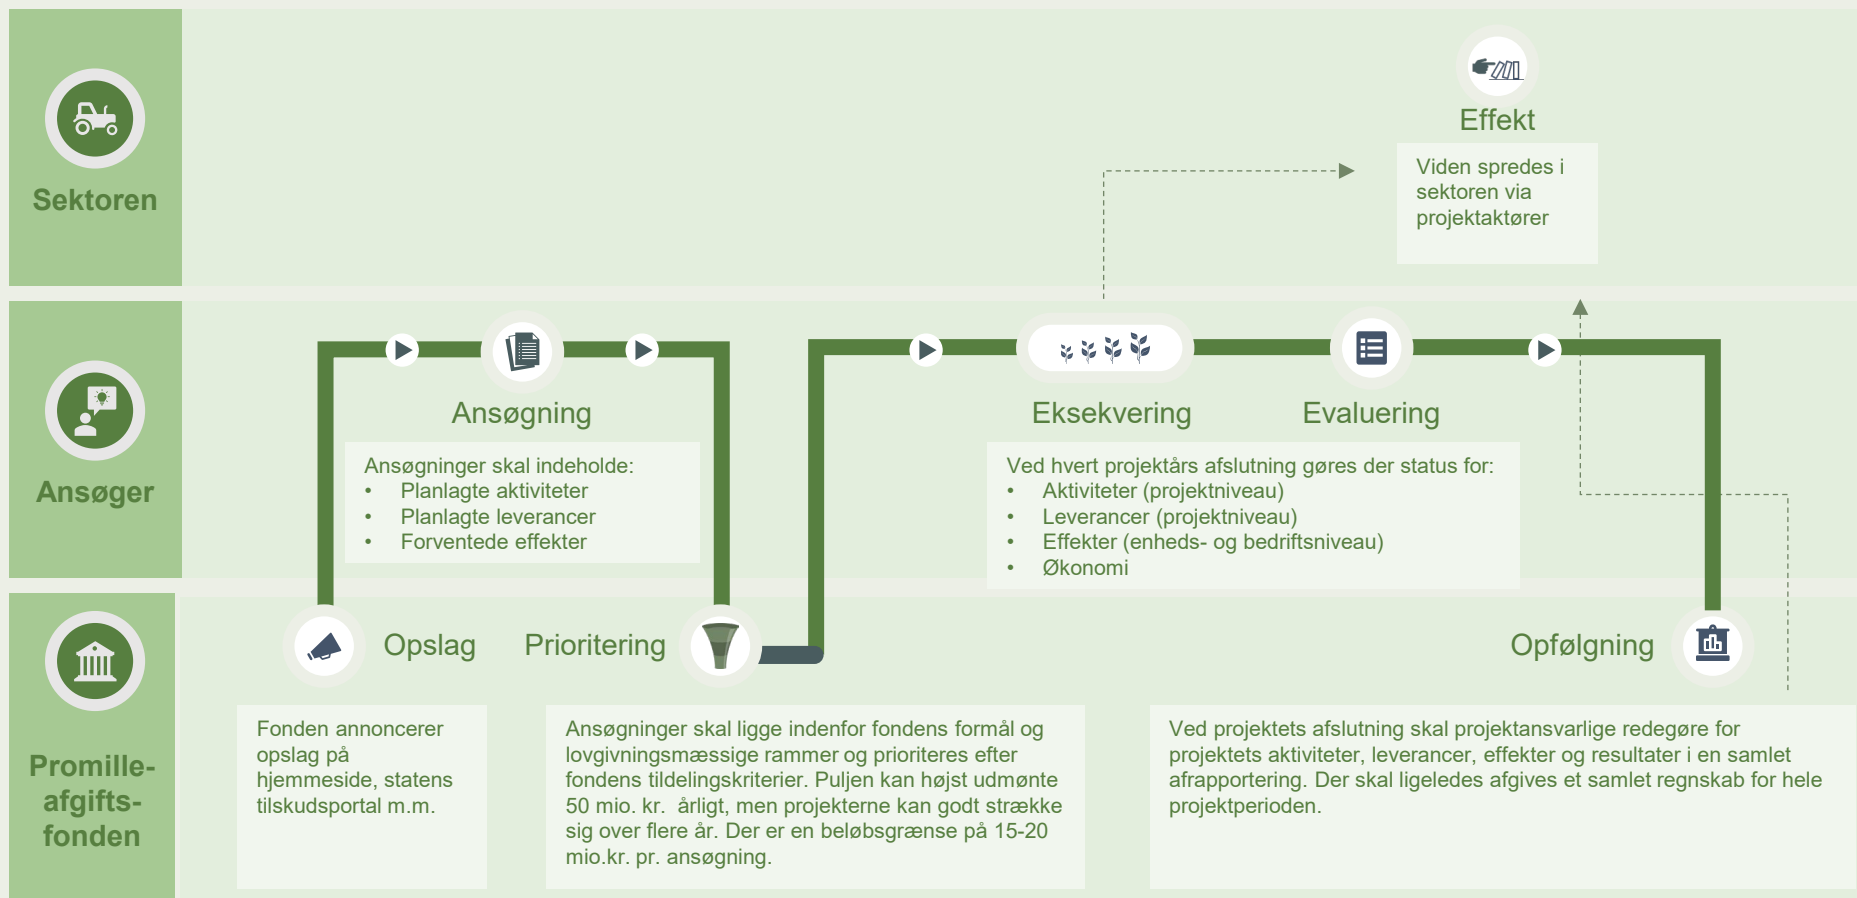 Sektoren
Effekt
Viden spredes i
sektoren via
projektaktører
Ansøger
Ansøgning
Ansøgninger skal indeholde:
• Planlagte aktiviteter
• Planlagte leverancer
• Forventede effekter
Eksekvering
Evaluering
Ved hvert projektårs afslutning gøres der status for:
• Aktiviteter (projektniveau)
• Leverancer (projektniveau)
• Effekter (enheds- og bedriftsniveau)
• Økonomi
Promille-
afgifts-
fonden
Opslag
Fonden annoncerer
opslag på
hjemmeside, statens
tilskudsportal m.m.
Prioritering
Ansøgninger skal ligge indenfor fondens formål og
lovgivningsmæssige rammer og prioriteres efter
fondens tildelingskriterier. Puljen kan højst udmønte
50 mio. kr.  årligt, men projekterne kan godt strække
sig over flere år. Der er en beløbsgrænse på 15-20
mio.kr. pr. ansøgning.
Opfølgning
Ved projektets afslutning skal projektansvarlige redegøre for
projektets aktiviteter, leverancer, effekter og resultater i en samlet
afrapportering. Der skal ligeledes afgives et samlet regnskab for hele
projektperioden.